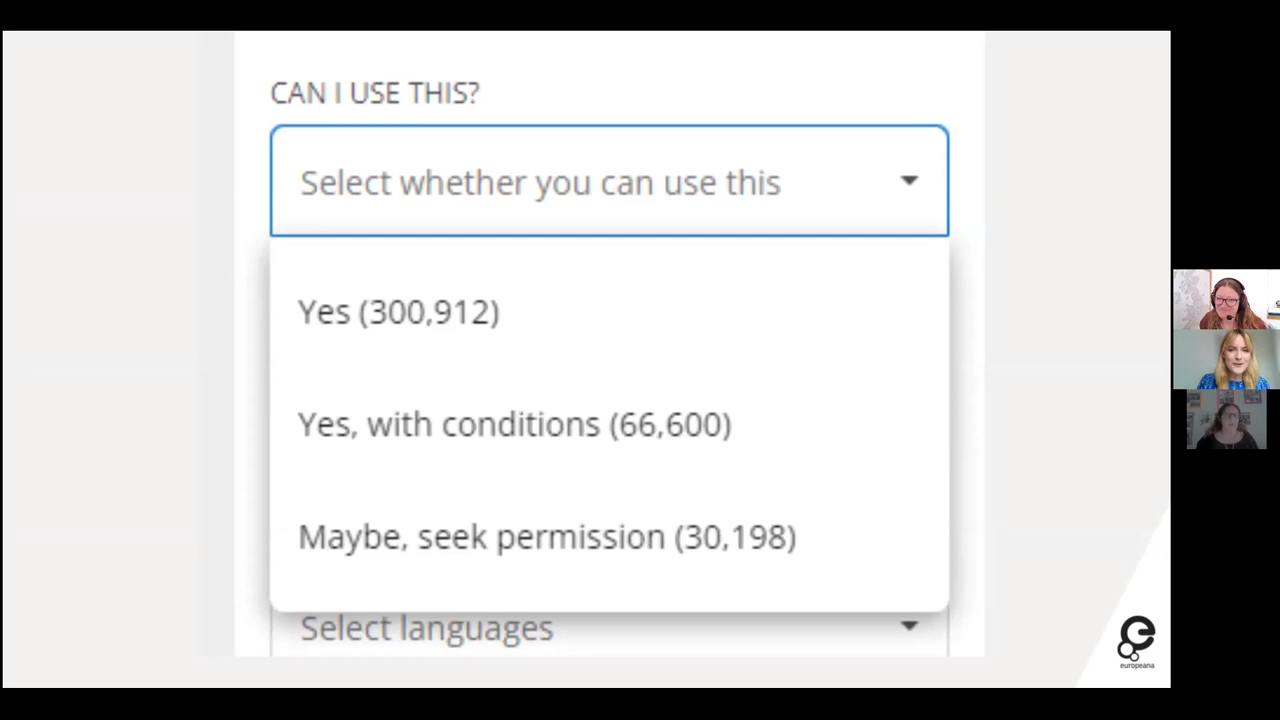 CAN I USE THIS?
Select whether you can use this
Yes (300,912)
Yes, with conditions (66,600)
Maybe, seek permission (30,198)
Select languages
europeana